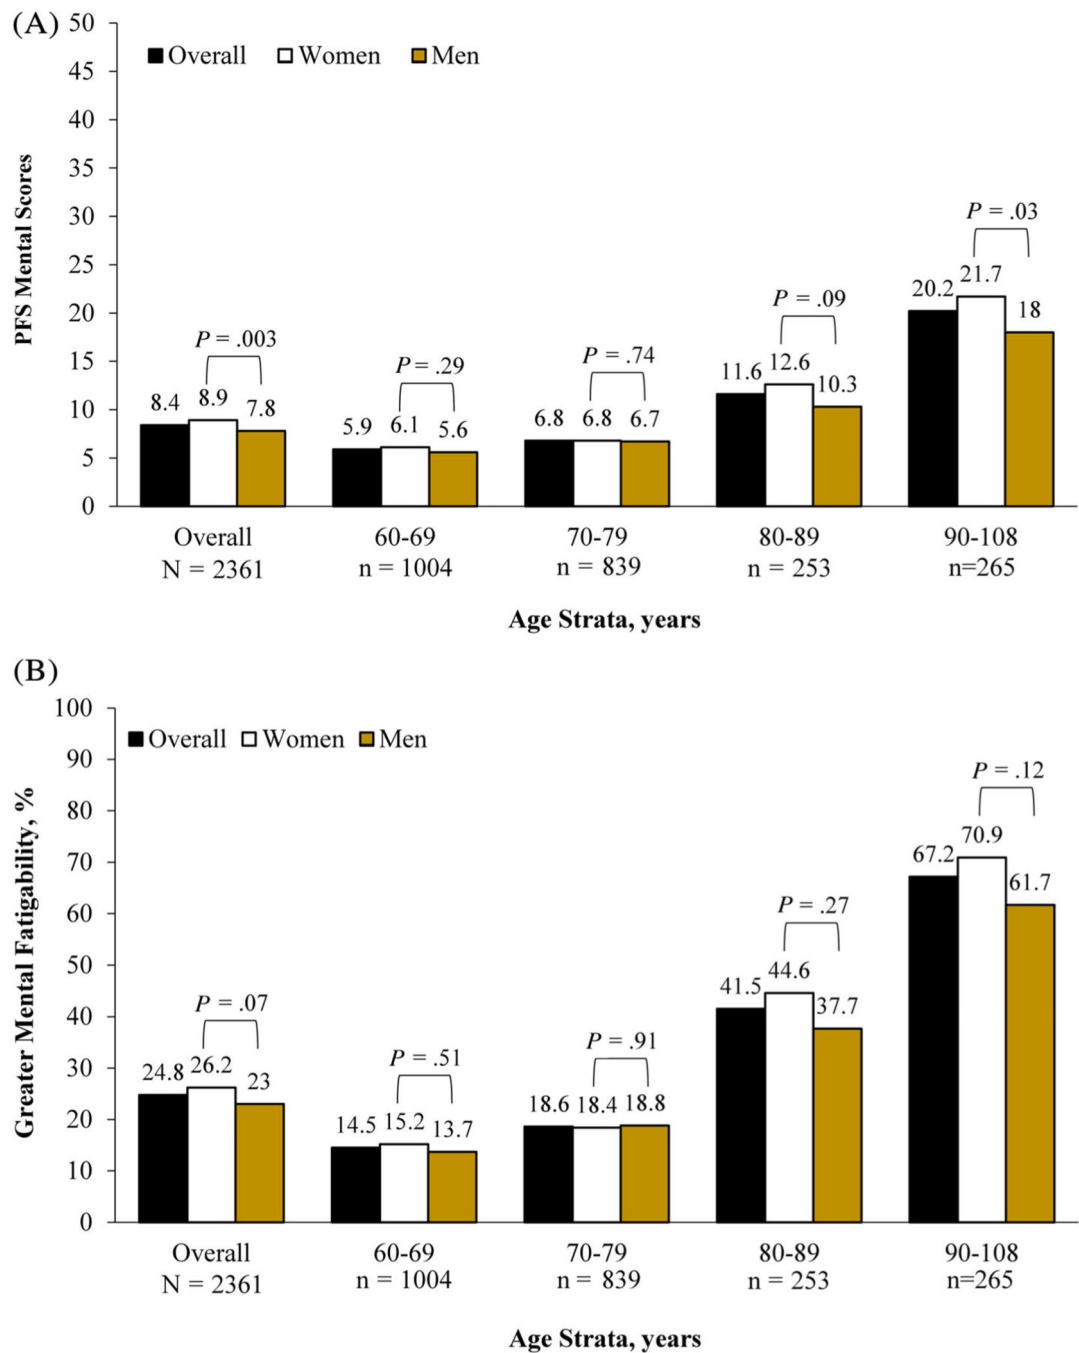 (A)
50
45
40
35
30
25
20
15
10
5
0
PFS Mental Scores
Overall Women Men
P = .003
8.4 8.9 7.8
P = .29
5.9 6.1 5.6
P = .74
6.8 6.8 6.7
P = .09
11.6 12.6 10.3
P = .03
20.2 21.7 18
Overall 60-69 70-79 80-89 90-108
N = 2361 n = 1004 n = 839 n = 253 n=265
Age Strata, years
(B)
100
90
80
70
60
50
40
30
20
10
0
Greater Mental Fatigability, %
Overall Women Men
P = .07
24.8 26.2 23
P = .51
14.5 15.2 13.7
P = .91
18.6 18.4 18.8
P = .27
41.5 44.6 37.7
P = .12
67.2 70.9 61.7
Overall 60-69 70-79 80-89 90-108
N = 2361 n = 1004 n = 839 n = 253 n=265
Age Strata, years